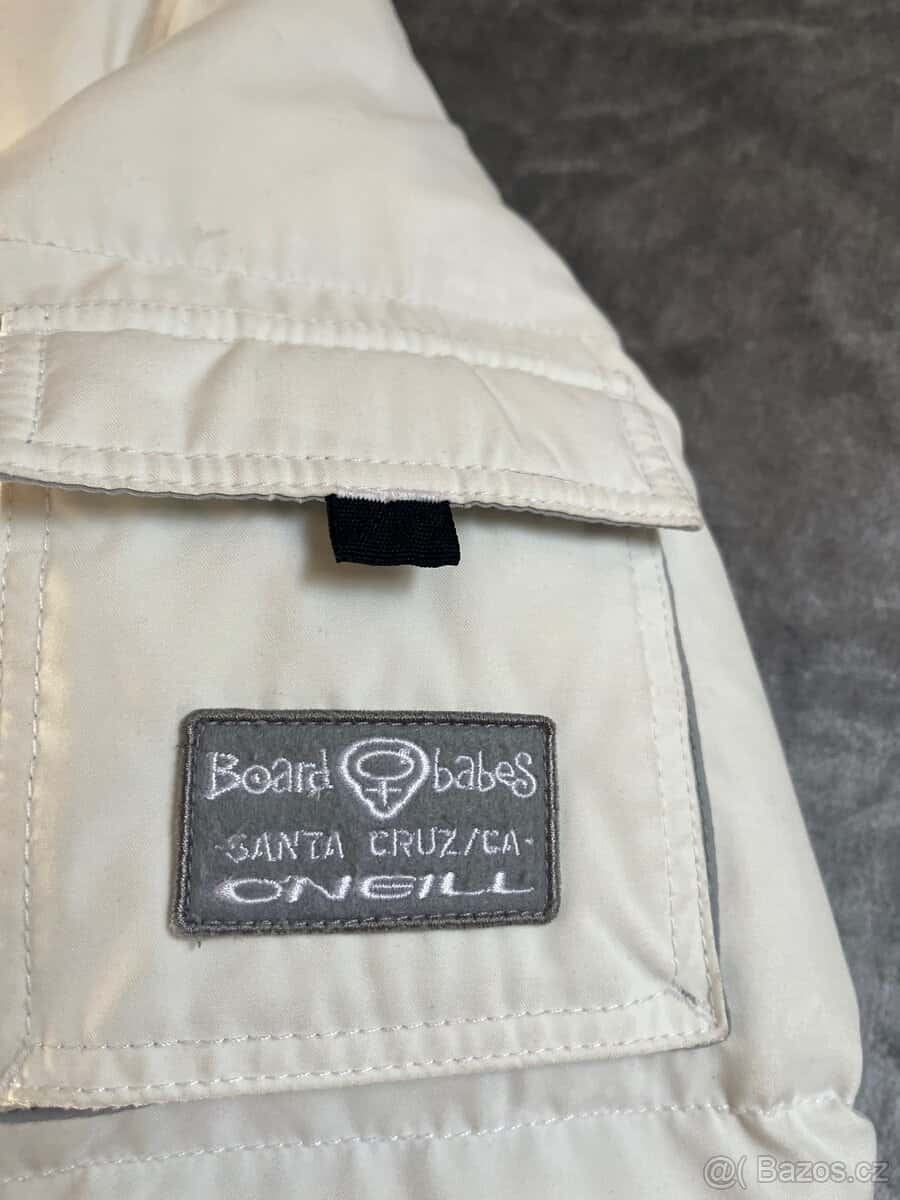 Board babes
-SANTA CRUZ/CA-
O'NEILL
@( Bazos.cz